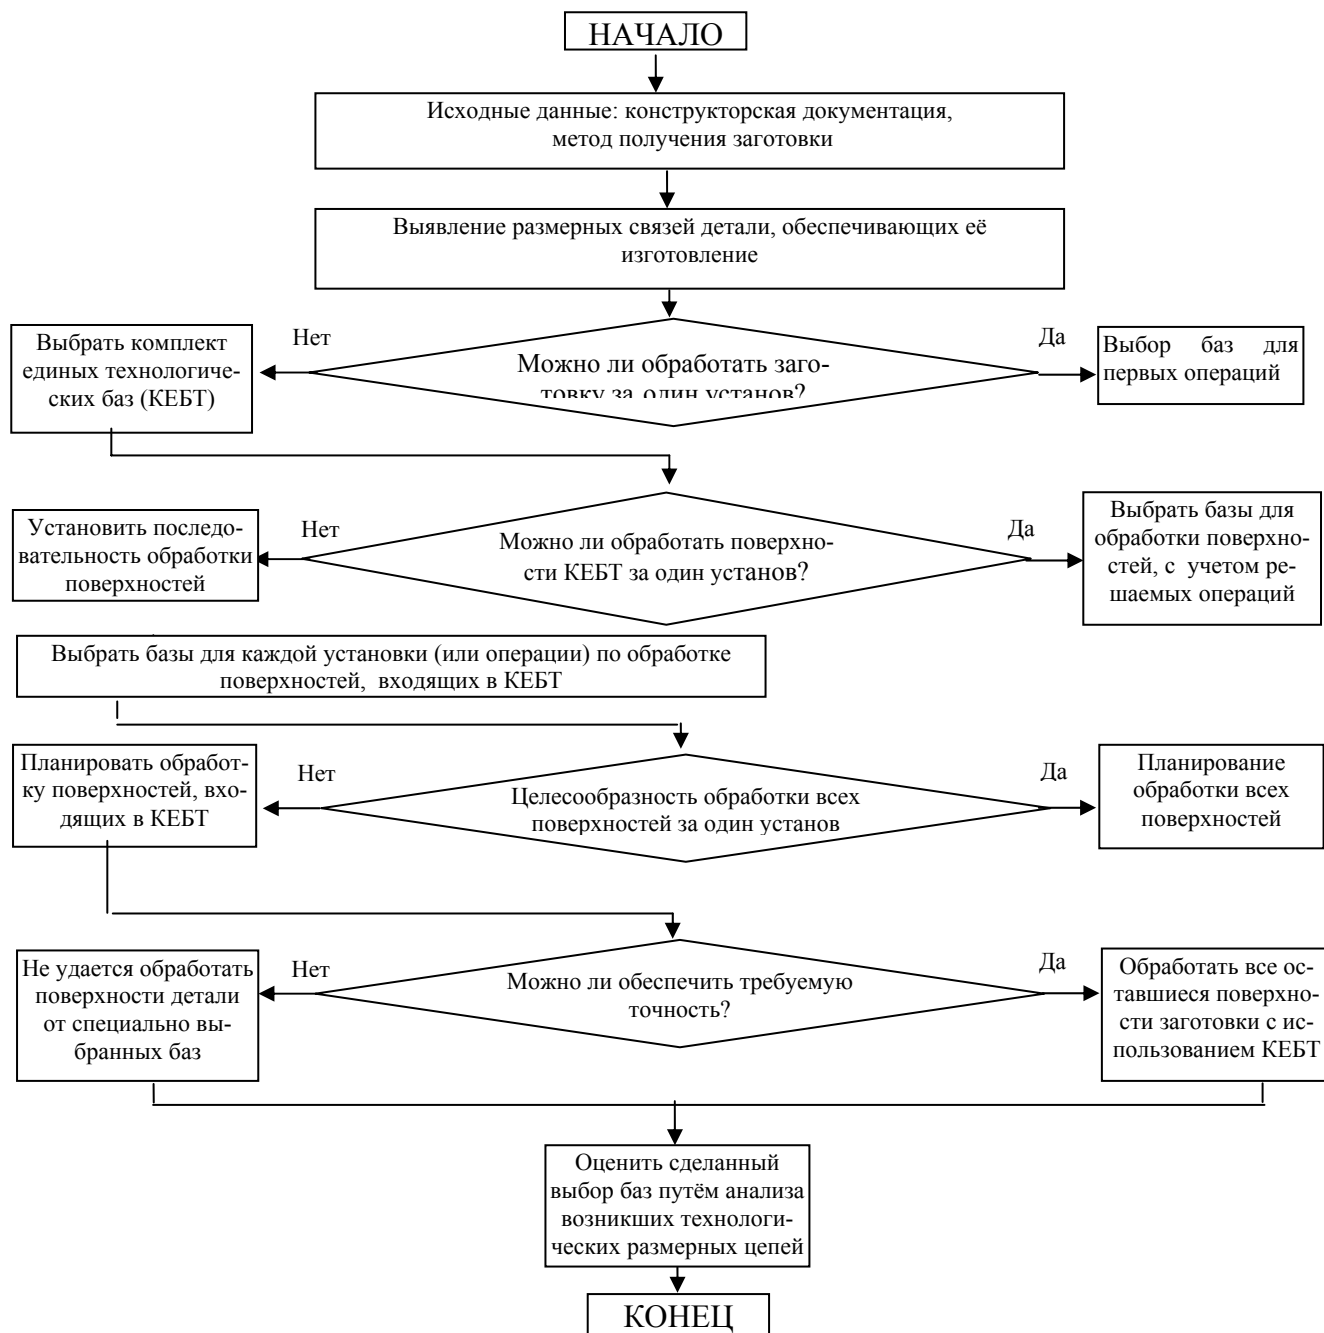 НАЧАЛО
Исходные данные: конструкторская документация,
метод получения заготовки
Выявление размерных связей детали, обеспечивающих её
изготовление
Нет
Да
Выбрать комплект
единых технологиче-
ских баз (КЕБТ)
Можно ли обработать заго-
товку за один установ?
Выбор баз для
первых операций
Нет
Да
Установить последо-
вательность обработки
поверхностей
Можно ли обработать поверхно-
сти КЕБТ за один установ?
Выбрать базы для
обработки поверхно-
стей, с учетом ре-
шаемых операций
Выбрать базы для каждой установки (или операции) по обработке
поверхностей, входящих в КЕБТ
Нет
Да
Планировать обработ-
ку поверхностей, вхо-
дящих в КЕБТ
Целесообразность обработки всех
поверхностей за один установ
Планирование
обработки всех
поверхностей
Нет
Да
Не удается обработать
поверхности детали
от специально вы-
бранных баз
Можно ли обеспечить требуемую
точность?
Обработать все ос-
тавшиеся поверхно-
сти заготовки с ис-
пользованием КЕБТ
Оценить сделанный
выбор баз путём анализа
возникших технологи-
ческих размерных цепей
КОНЕЦ